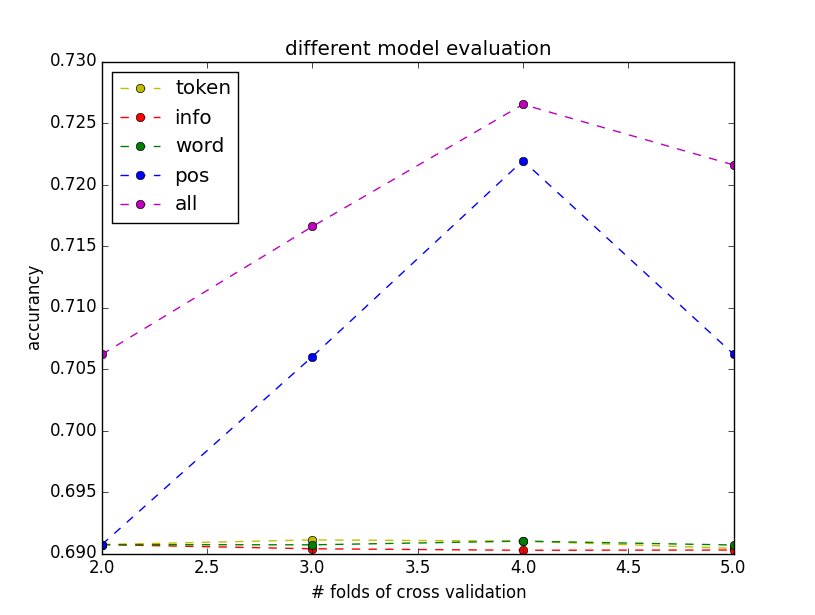 different model evaluation
0.730
0.725
0.720
0.715
0.710
0.705
0.700
0.695
0.690
accurancy
token
info
word
pos
all
2.0 2.5 3.0 3.5 4.0 4.5 5.0
# folds of cross validation